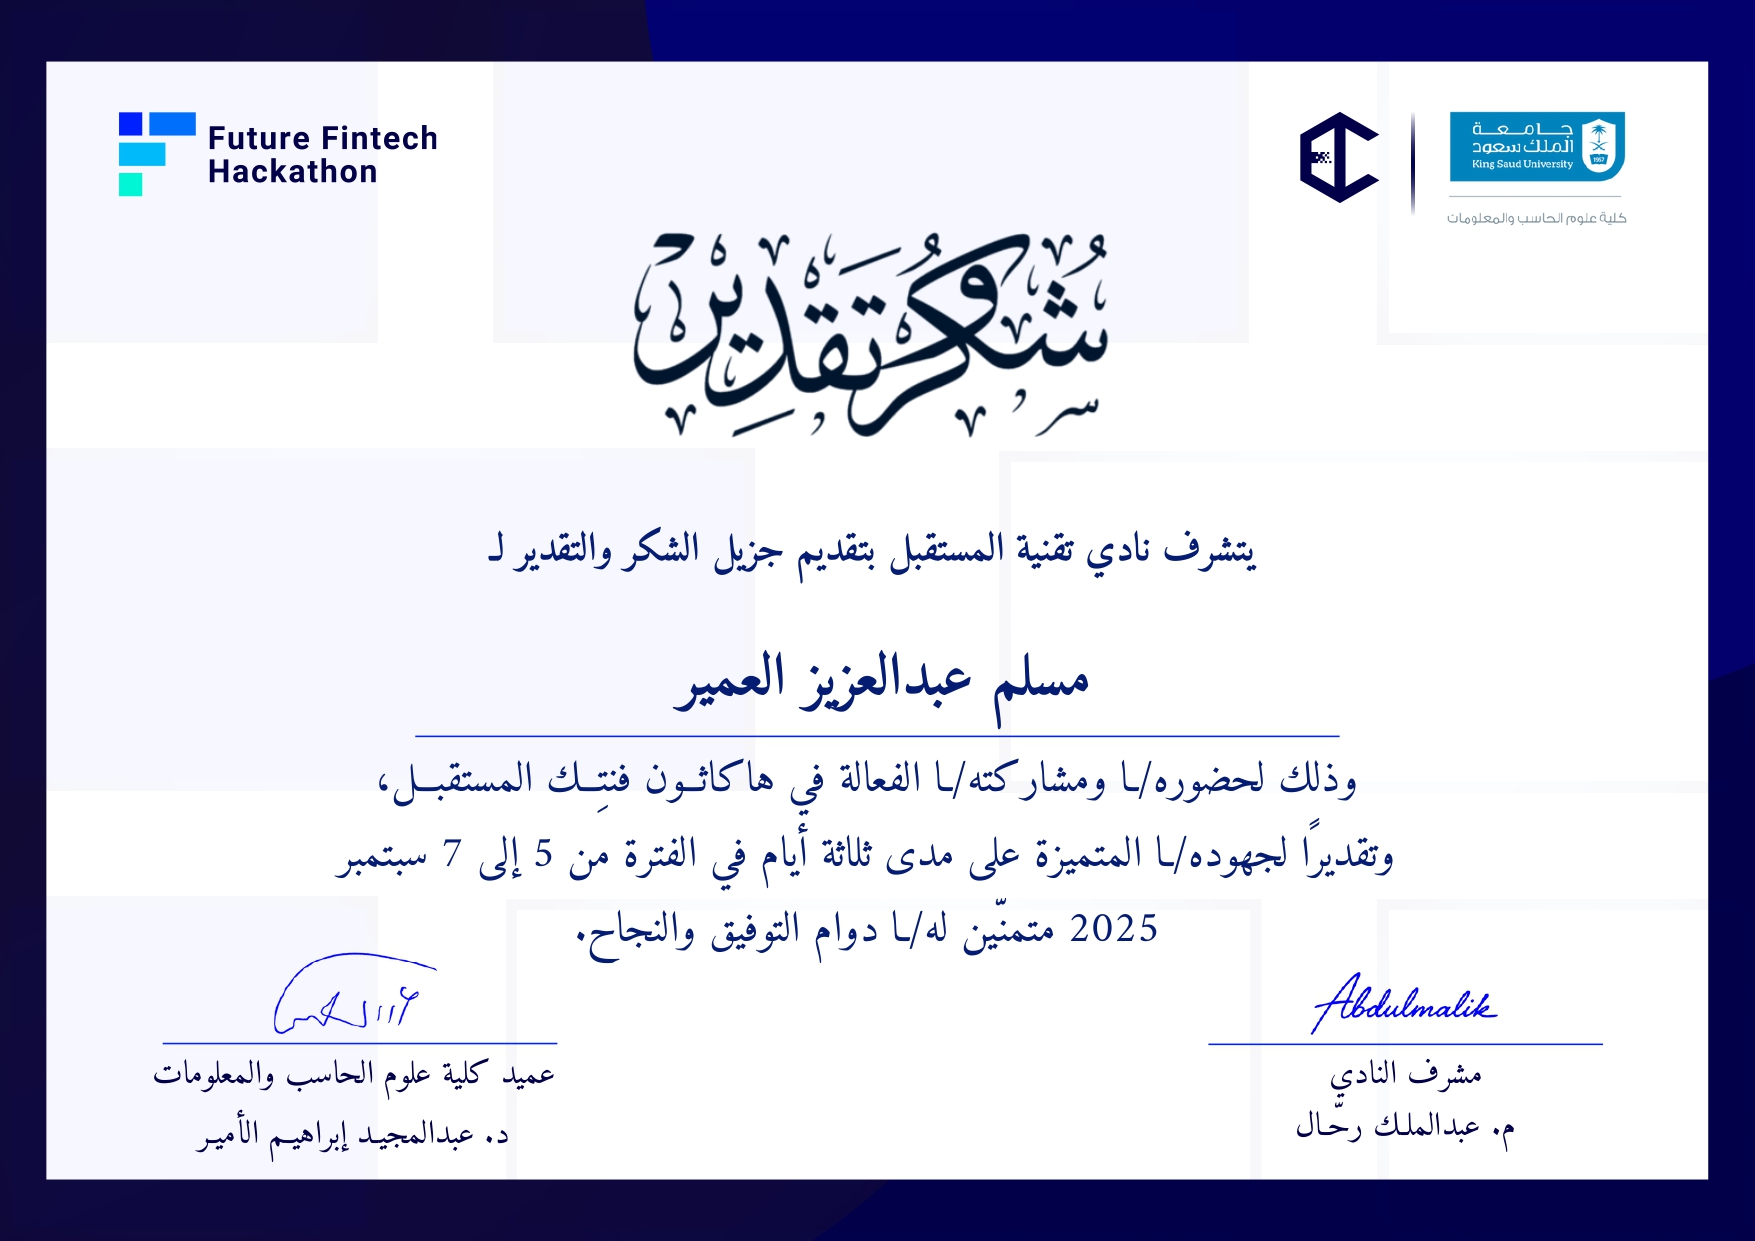 Future Fintech
Hackathon
جامعة
الملك سعود
King Saud University
1957
كلية علوم الحاسب والمعلومات
شكر وتقدير
يتشرف نادي تقنية المستقبل بتقديم جزيل الشكر والتقدير لـ
مسلم عبدالعزيز العمير
وذلك لحضوره/ـا ومشاركته/ـا الفعالة في هاكاثـون فنتِـك المستقبـل،
وتقديرًا لجهوده/ـا المتميزة على مدى ثلاثة أيام في الفترة من 5 إلى 7 سبتمبر
2025 متمنّين له/ـا دوام التوفيق والنجاح.
Abdulmalik
مشرف النادي
م. عبدالملك رحّال
عميد كلية علوم الحاسب والمعلومات
د. عبدالمجيد إبراهيم الأمير